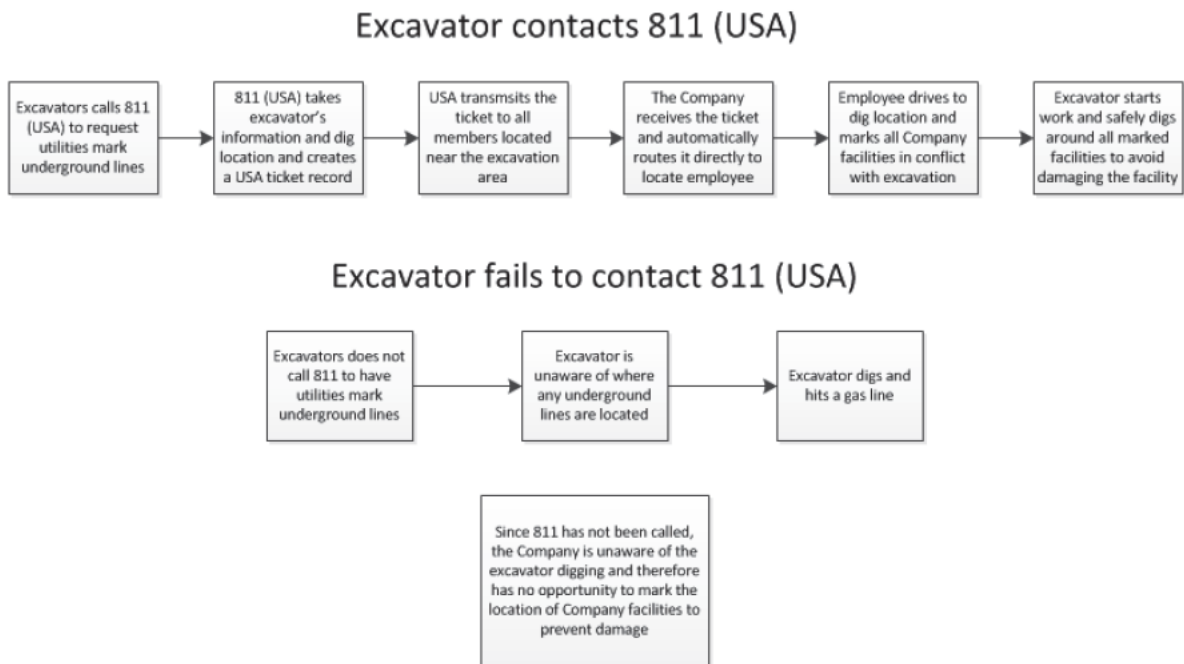 Excavator contacts 811 (USA)
Excavators calls 811
(USA) to request
utilities mark
underground lines
811 (USA) takes
excavator's
information and dig
location and creates
a USA ticket record
USA transmsits the
ticket to all
members located
near the excavation
area
The Company
receives the ticket
and automatically
routes it directly to
locate employee
Employee drives to
dig location and
marks all Company
facilities in conflict
with excavation
Excavator starts
work and safely digs
around all marked
facilities to avoid
damaging the facility
Excavator fails to contact 811 (USA)
Excavators does not
call 811 to have
utilities mark
underground lines
Excavator is
unaware of where
any underground
lines are located
Excavator digs and
hits a gas line
Since 811 has not been called,
the Company is unaware of the
excavator digging and therefore
has no opportunity to mark the
location of Company facilities to
prevent damage